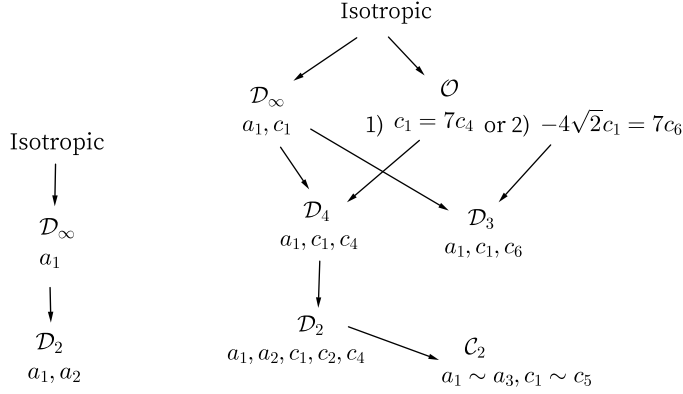 Isotropic
𝒟∞
a₁
𝒟₂
a₁, a₂
Isotropic
𝒟∞
a₁, c₁
𝒪
1) c₁ = 7c₄ or 2) −4√2c₁ = 7c₆
𝒟₄
a₁, c₁, c₄
𝒟₃
a₁, c₁, c₆
𝒟₂
a₁, a₂, c₁, c₂, c₄
𝒞₂
a₁ ∼ a₃, c₁ ∼ c₅